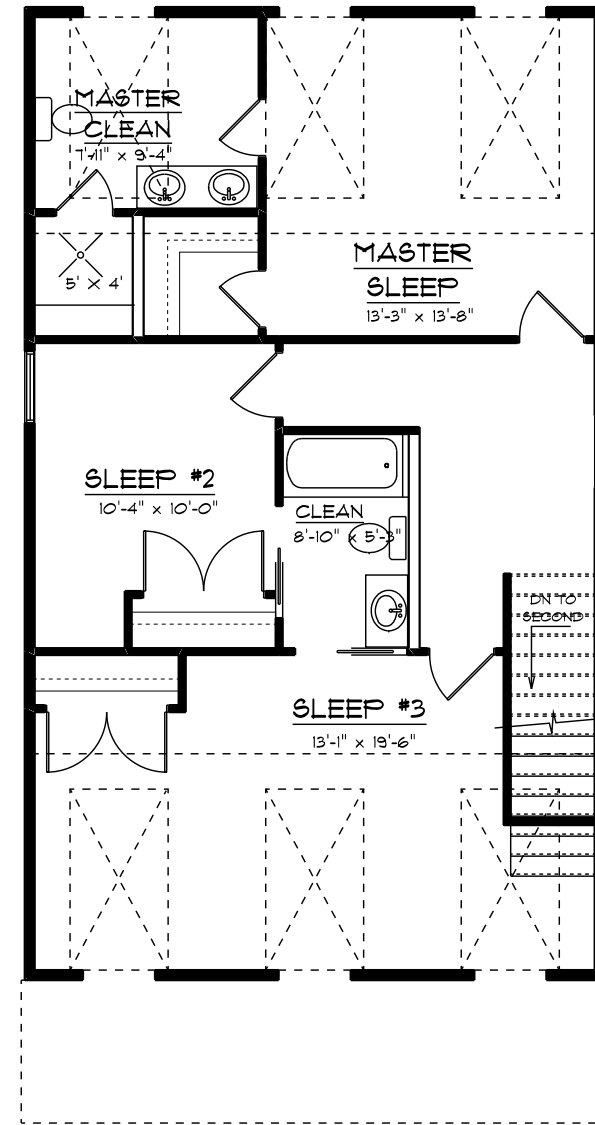 MASTER
CLEAN
7'-11" x 9'-4"
5' x 4'
MASTER
SLEEP
13'-3" x 13'-8"
SLEEP #2
10'-4" x 10'-0"
CLEAN
8'-10" x 5'-3"
DN TO
SECOND
SLEEP #3
13'-1" x 19'-6"